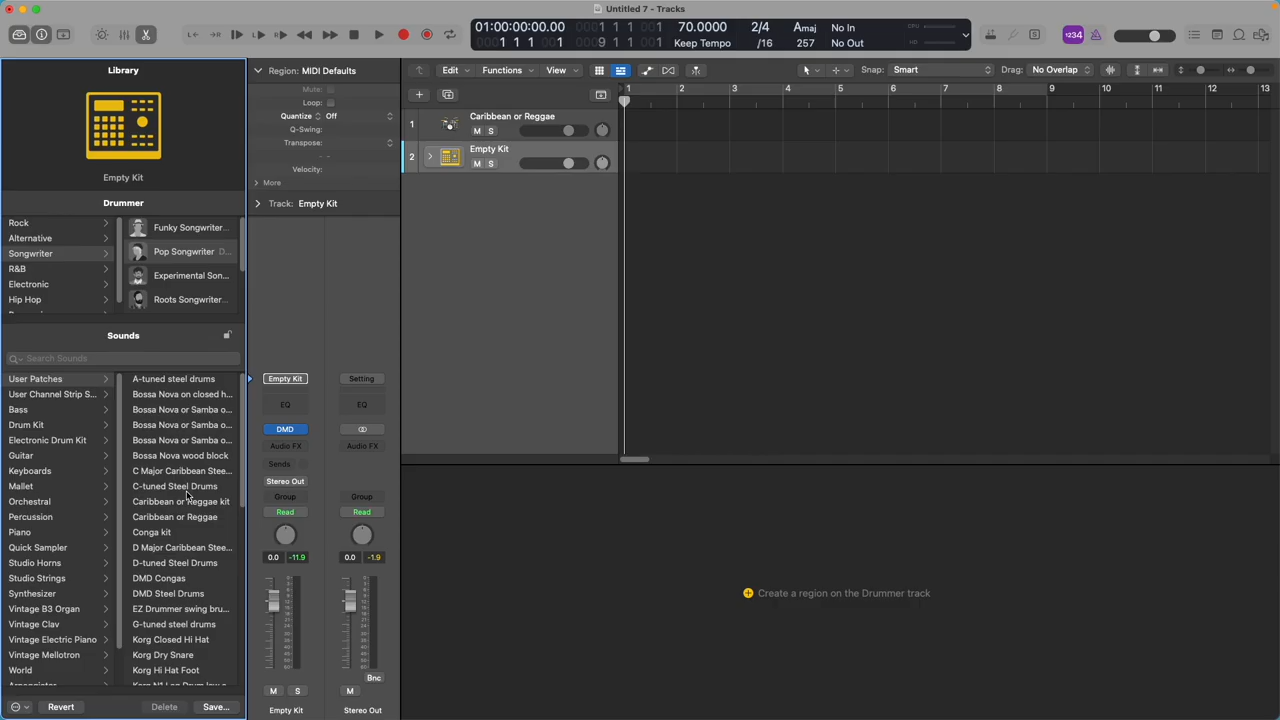 Untitled 7 - Tracks
01:00:00:00.00
0001 1 1 001
70.0000
2/4
Amaj
No In
CPU
1 1 1
0009 1 1 001
Keep Tempo
/16
257
No Out
HD
1234
Library
Region: MIDI Defaults
Edit
Functions
View
Snap: Smart
Drag: No Overlap
Mute:
Loop:
Quantize
Off
Q-Swing:
Transpose:
Velocity:
More
Track: Empty Kit
1 2 3 4 5 6 7 8 9 10 11 12 13
1
Caribbean or Reggae
M S
2
Empty Kit
M S
Empty Kit
Drummer
Rock
Alternative
Songwriter
R&B
Electronic
Hip Hop
Funky Songwriter...
Pop Songwriter D...
Experimental Son...
Roots Songwriter...
Sounds
Search Sounds
User Patches
User Channel Strip S...
Bass
Drum Kit
Electronic Drum Kit
Guitar
Keyboards
Mallet
Orchestral
Percussion
Piano
Quick Sampler
Studio Horns
Studio Strings
Synthesizer
Vintage B3 Organ
Vintage Clav
Vintage Electric Piano
Vintage Mellotron
World
Arpeggiator
A-tuned steel drums
Bossa Nova on closed h...
Bossa Nova or Samba o...
Bossa Nova or Samba o...
Bossa Nova or Samba o...
Bossa Nova wood block
C Major Caribbean Stee...
C-tuned Steel Drums
Caribbean or Reggae kit
Caribbean or Reggae
Conga kit
D Major Caribbean Stee...
D-tuned Steel Drums
DMD Congas
DMD Steel Drums
EZ Drummer swing bru...
G-tuned steel drums
Korg Closed Hi Hat
Korg Dry Snare
Korg Hi Hat Foot
Revert
Delete
Save...
Empty Kit
Setting
EQ
EQ
DMD
Audio FX
Audio FX
Sends
Stereo Out
Group
Group
Read
Read
0.0 -11.9
0.0 -1.9
Bnc
M S
M
Empty Kit
Stereo Out
Create a region on the Drummer track